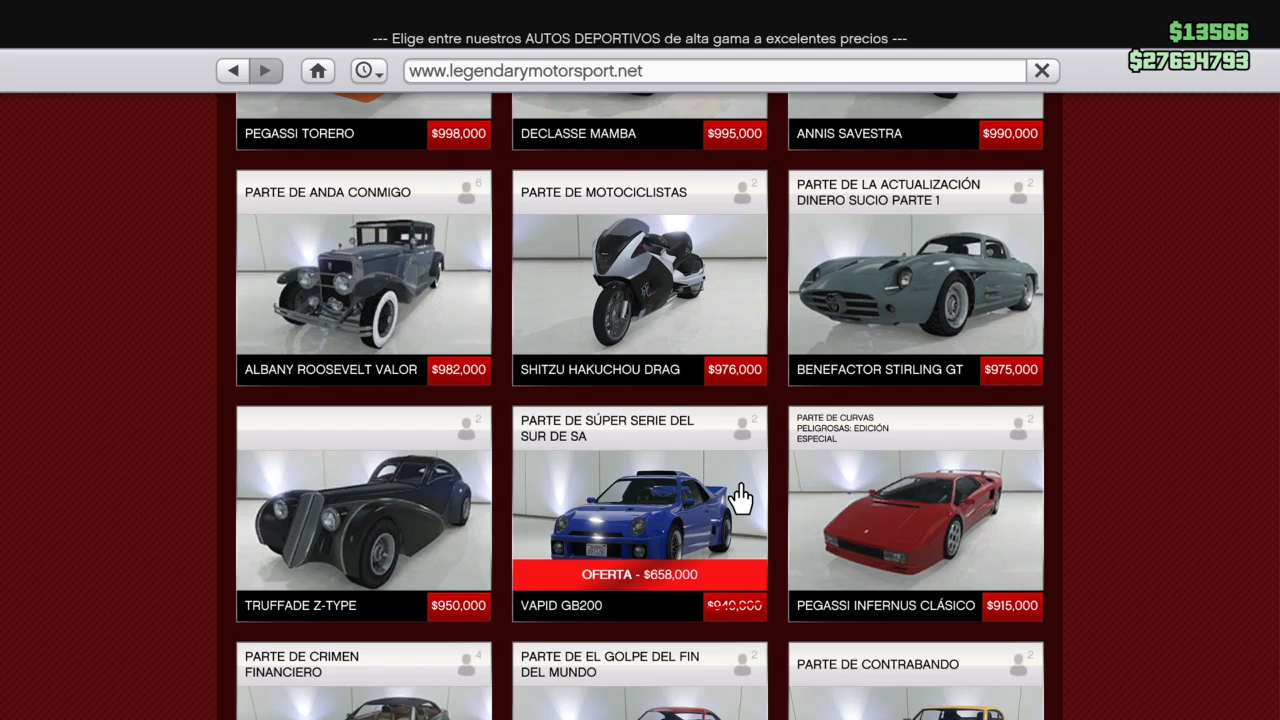 --- Elige entre nuestros AUTOS DEPORTIVOS de alta gama a excelentes precios ---
$13566
$27634793
www.legendarymotorsport.net
PEGASSI TORERO $998,000
DECLASSE MAMBA $995,000
ANNIS SAVESTRA $990,000
PARTE DE ANDA CONMIGO 6
ALBANY ROOSEVELT VALOR $982,000
PARTE DE MOTOCICLISTAS 2
SHITZU HAKUCHOU DRAG $976,000
PARTE DE LA ACTUALIZACIÓN 2
DINERO SUCIO PARTE 1
BENEFACTOR STIRLING GT $975,000
2
TRUFFADE Z-TYPE $950,000
PARTE DE SÚPER SERIE DEL 2
SUR DE SA
OFERTA - $658,000
VAPID GB200 $940,000
PARTE DE CURVAS 2
PELIGROSAS: EDICIÓN
ESPECIAL
PEGASSI INFERNUS CLÁSICO $915,000
PARTE DE CRIMEN 4
FINANCIERO
PARTE DE EL GOLPE DEL FIN 2
DEL MUNDO
PARTE DE CONTRABANDO 2